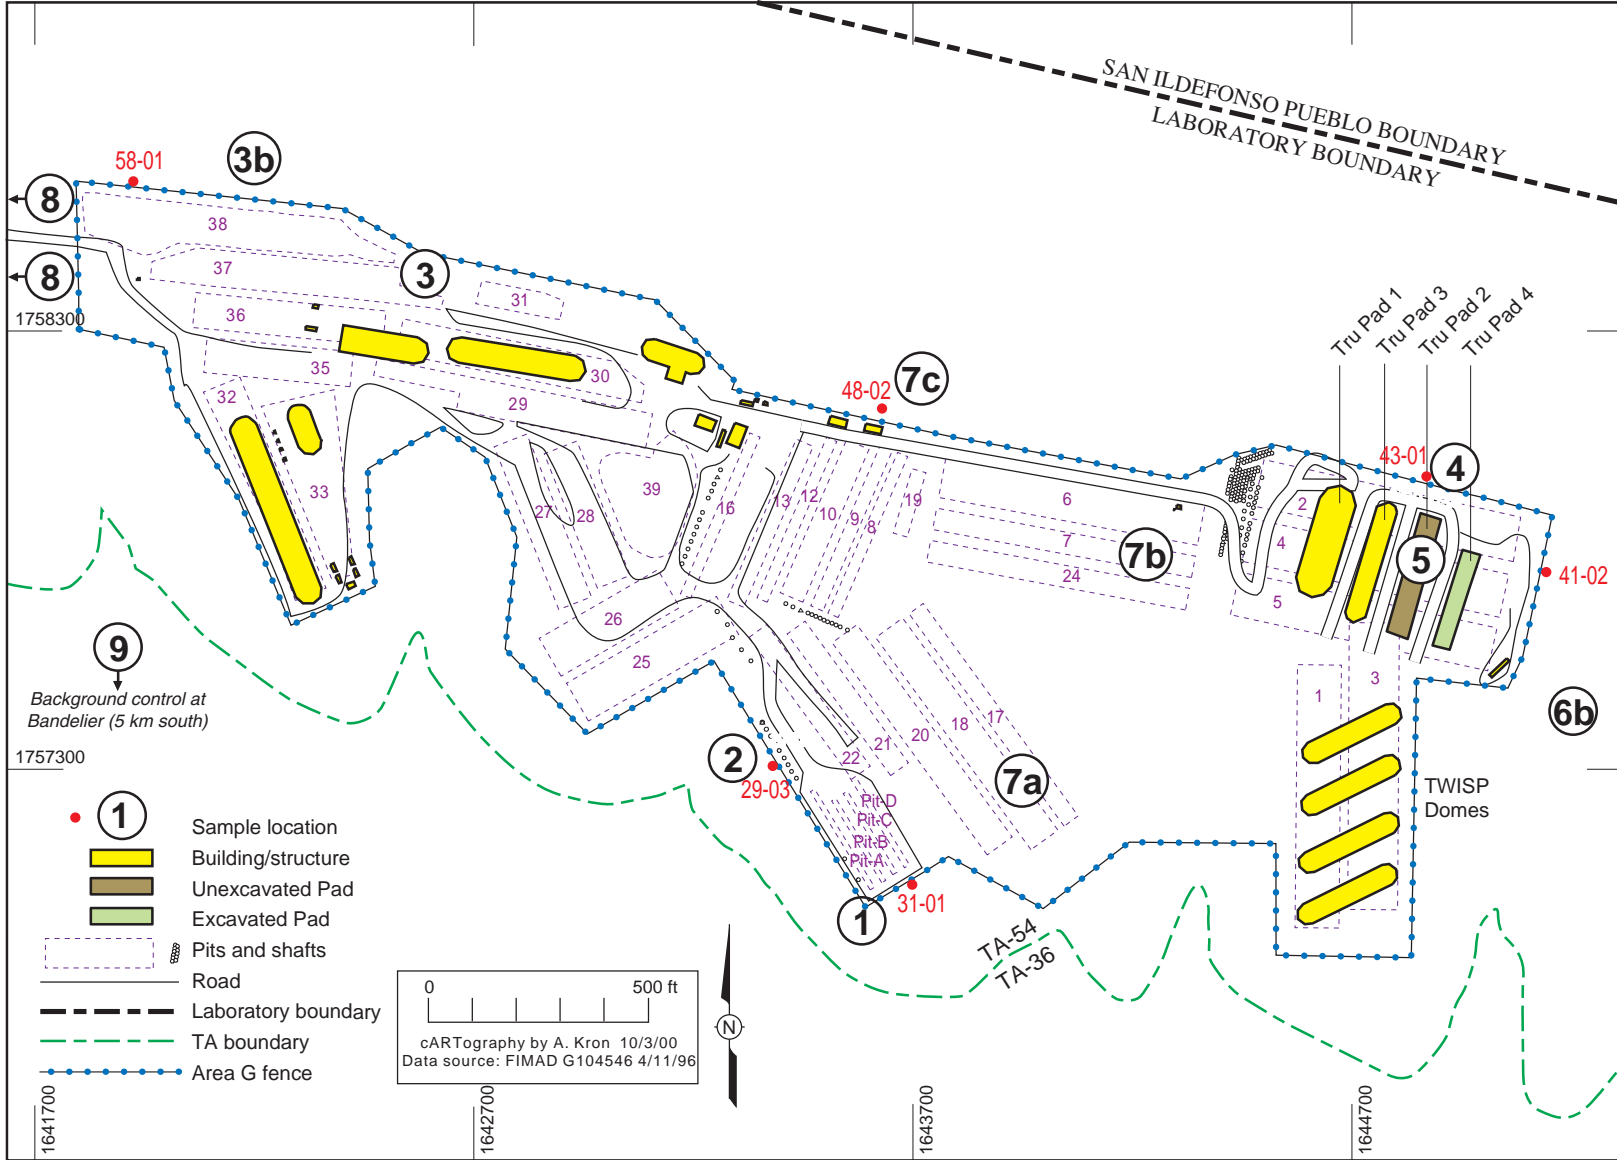 SAN ILDEFONSO PUEBLO BOUNDARY
LABORATORY BOUNDARY
58-01
3b
8
38
8
37
3
31
36
1758300
35
30
32
29
33
7c
48-02
Tru Pad 1
Tru Pad 3
Tru Pad 2
Tru Pad 4
43-01
4
39
16
13
12
10
9
8
19
6
7
24
7b
2
4
5
5
41-02
27
28
26
25
9
Background control at
Bandelier (5 km south)
1757300
2
29-03
22
21
20
18
17
7a
1
3
6b
TWISP
Domes
Pit-D
Pit-C
Pit-B
Pit-A
31-01
1
TA-54
TA-36
1
Sample location
Building/structure
Unexcavated Pad
Excavated Pad
Pits and shafts
Road
Laboratory boundary
TA boundary
Area G fence
0 500 ft
cARTography by A. Kron 10/3/00
Data source: FIMAD G104546 4/11/96
N
1641700
1642700
1643700
1644700